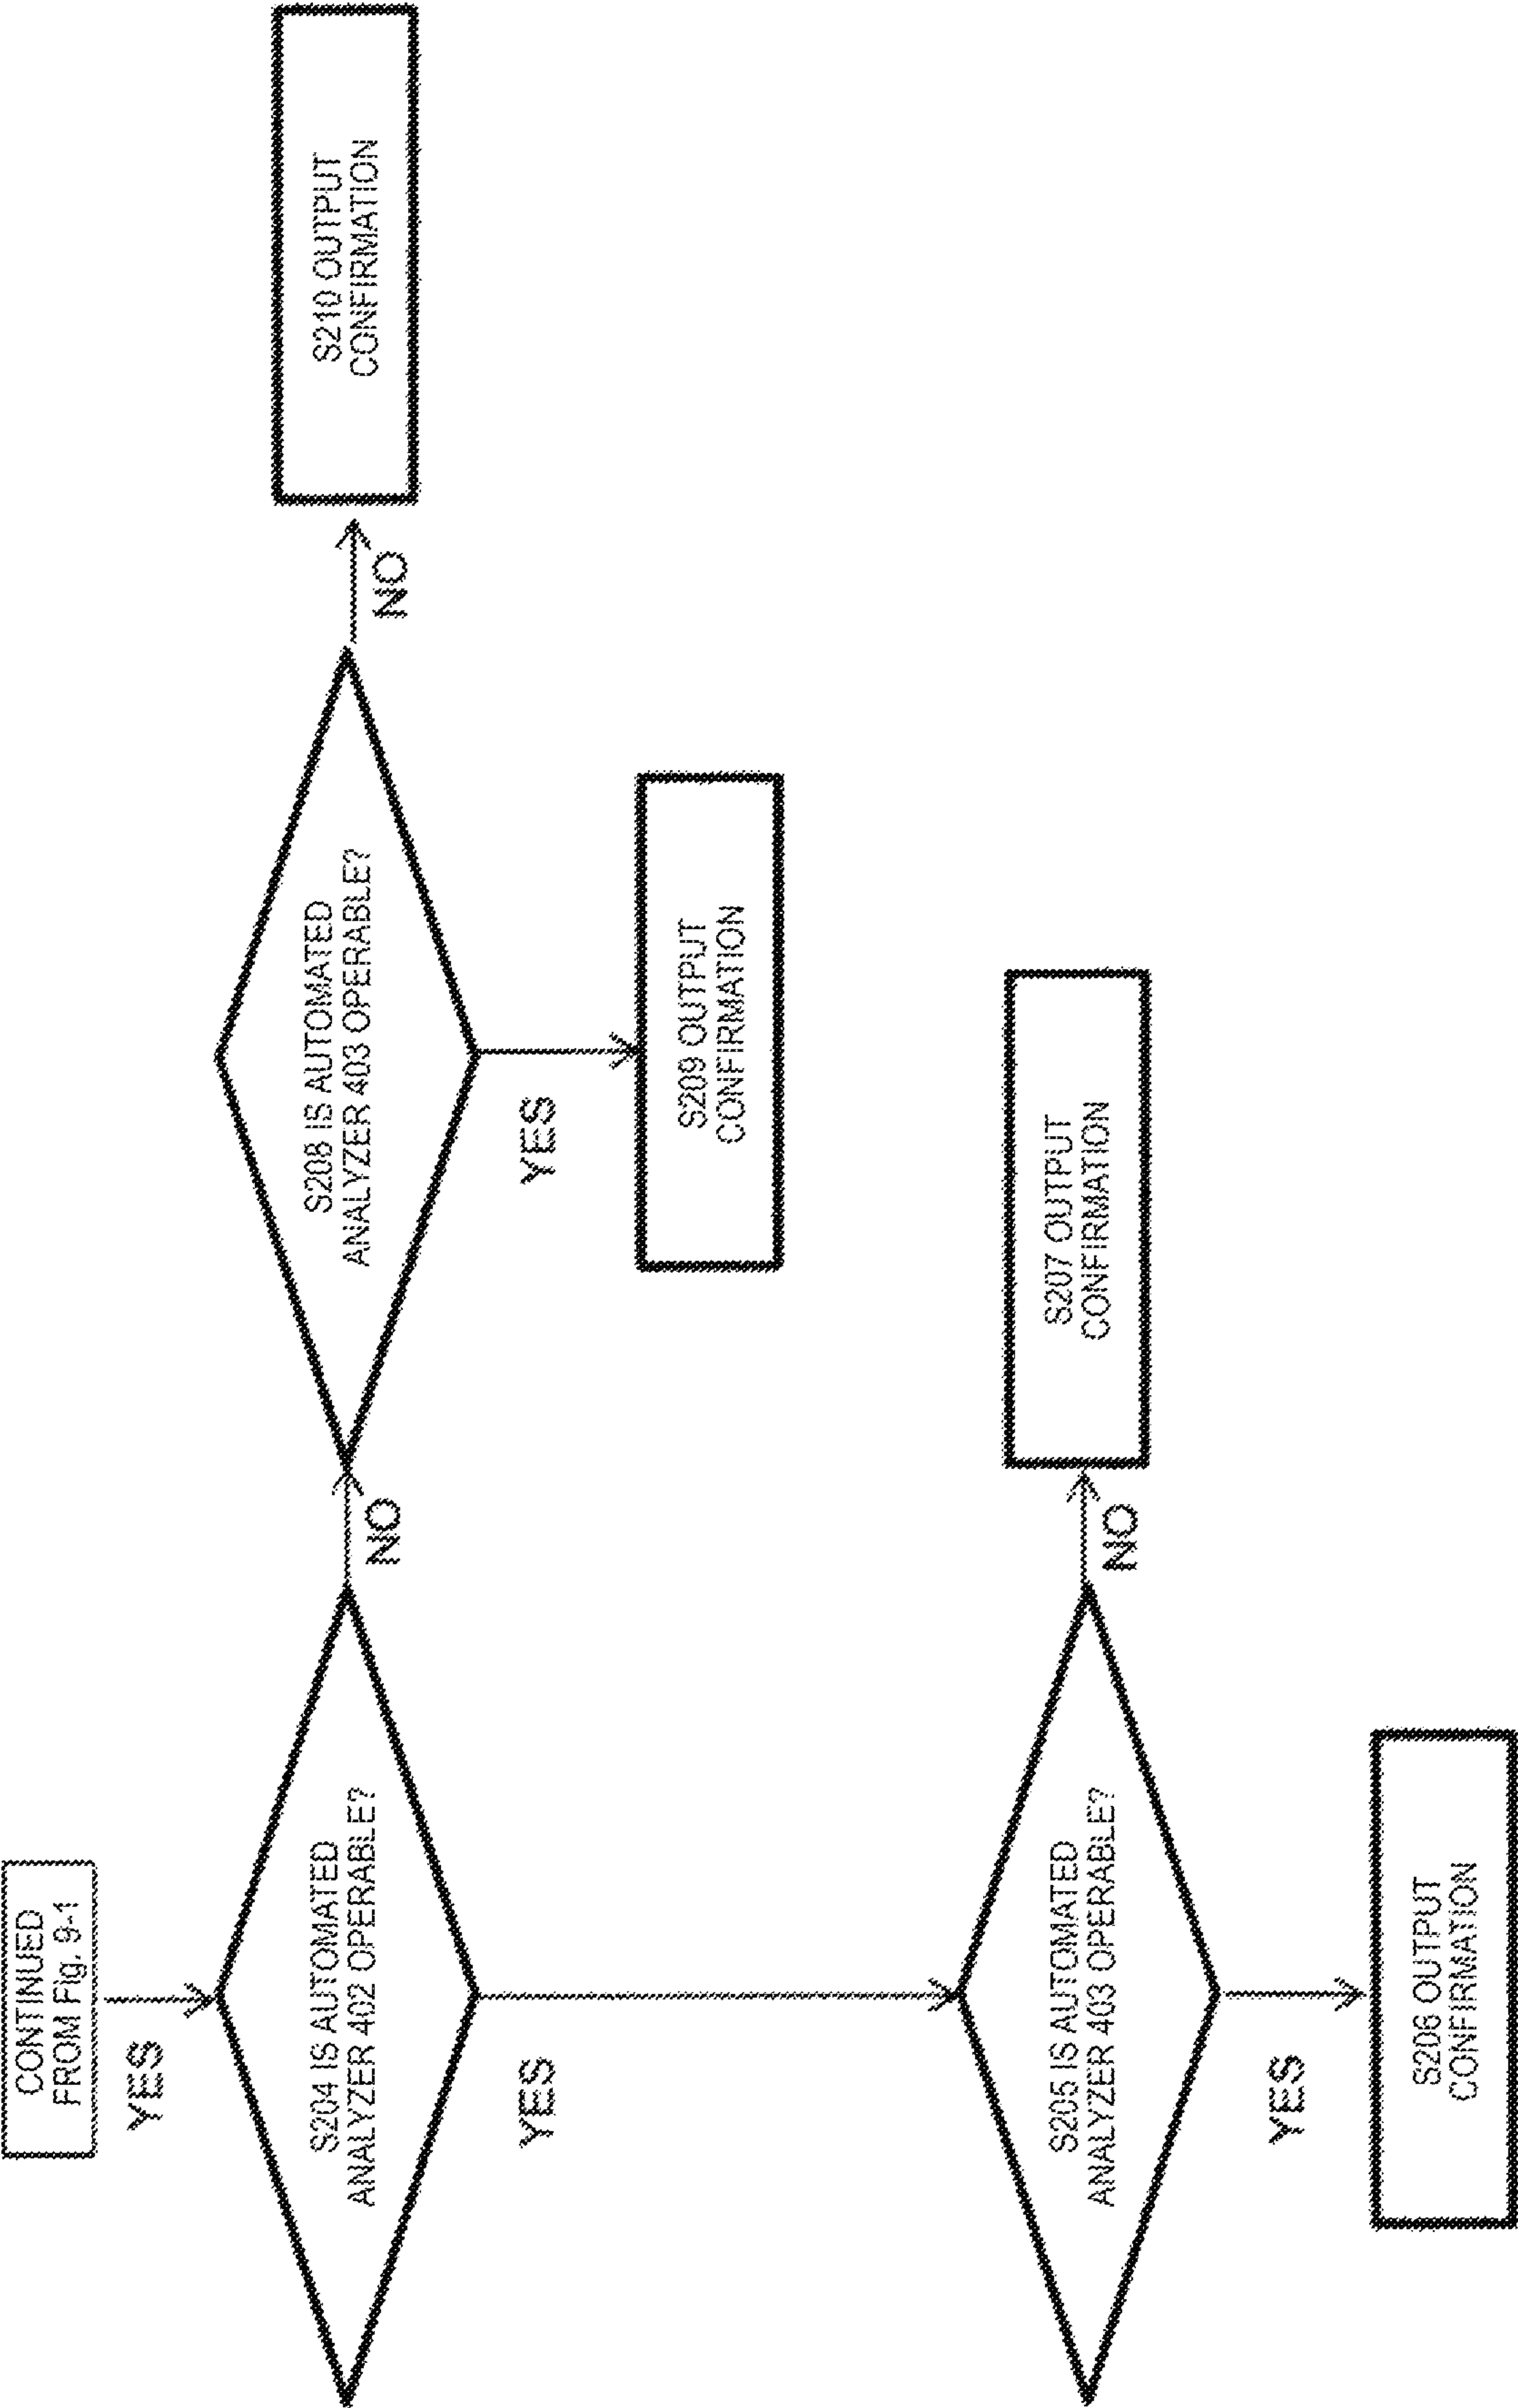 CONTINUED
FROM Fig. 9-1
YES
S204 IS AUTOMATED
ANALYZER 402 OPERABLE?
NO
S208 IS AUTOMATED
ANALYZER 403 OPERABLE?
NO
S210 OUTPUT
CONFIRMATION
YES
S209 OUTPUT
CONFIRMATION
YES
S205 IS AUTOMATED
ANALYZER 403 OPERABLE?
NO
S207 OUTPUT
CONFIRMATION
YES
S206 OUTPUT
CONFIRMATION